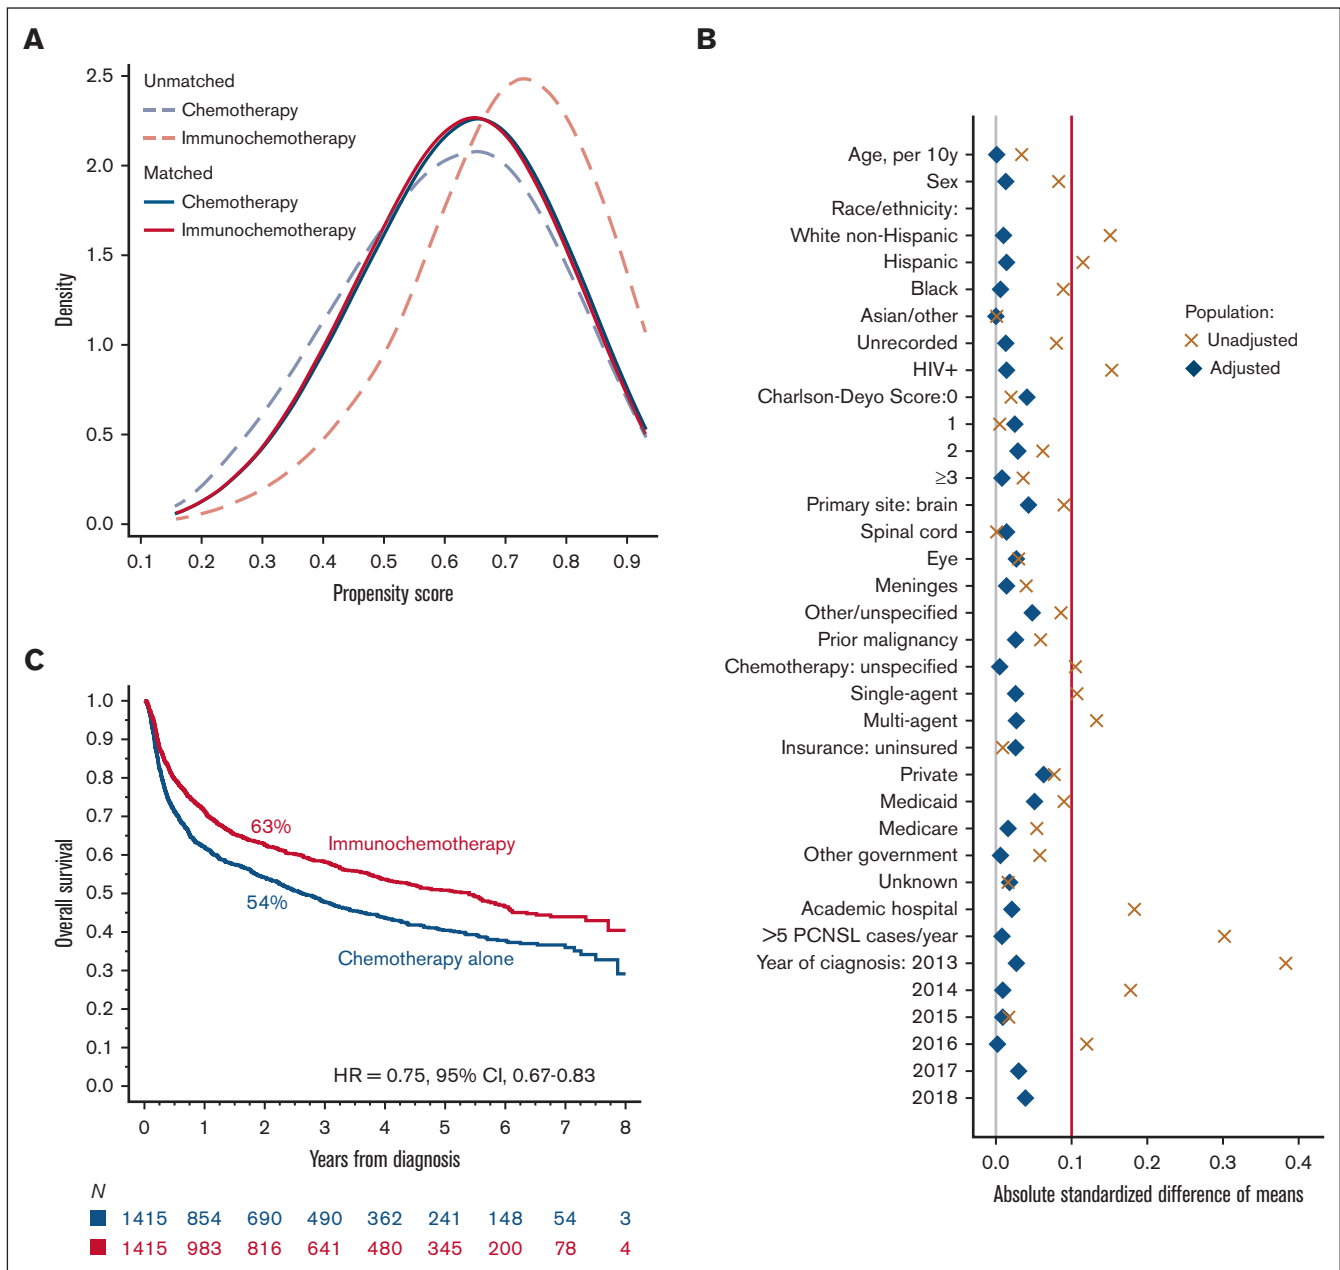 A
2.5
2.0
1.5
1.0
0.5
0.0
Density
Unmatched
Chemotherapy
Immunochemotherapy
Matched
Chemotherapy
Immunochemotherapy
0.1 0.2 0.3 0.4 0.5 0.6 0.7 0.8 0.9
Propensity score
B
Age, per 10y
Sex
Race/ethnicity:
White non-Hispanic
Hispanic
Black
Asian/other
Unrecorded
HIV+
Charlson-Deyo Score:0
1
2
≥3
Primary site: brain
Spinal cord
Eye
Meninges
Other/unspecified
Prior malignancy
Chemotherapy: unspecified
Single-agent
Multi-agent
Insurance: uninsured
Private
Medicaid
Medicare
Other government
Unknown
Academic hospital
>5 PCNSL cases/year
Year of ciagnosis: 2013
2014
2015
2016
2017
2018
Population:
Unadjusted
Adjusted
0.0 0.1 0.2 0.3 0.4
Absolute standardized difference of means
C
1.0
0.9
0.8
0.7
0.6
0.5
0.4
0.3
0.2
0.1
0.0
Overall survival
63%
Immunochemotherapy
54%
Chemotherapy alone
HR = 0.75, 95% CI, 0.67-0.83
0 1 2 3 4 5 6 7 8
Years from diagnosis
N
1415 854 690 490 362 241 148 54 3
1415 983 816 641 480 345 200 78 4